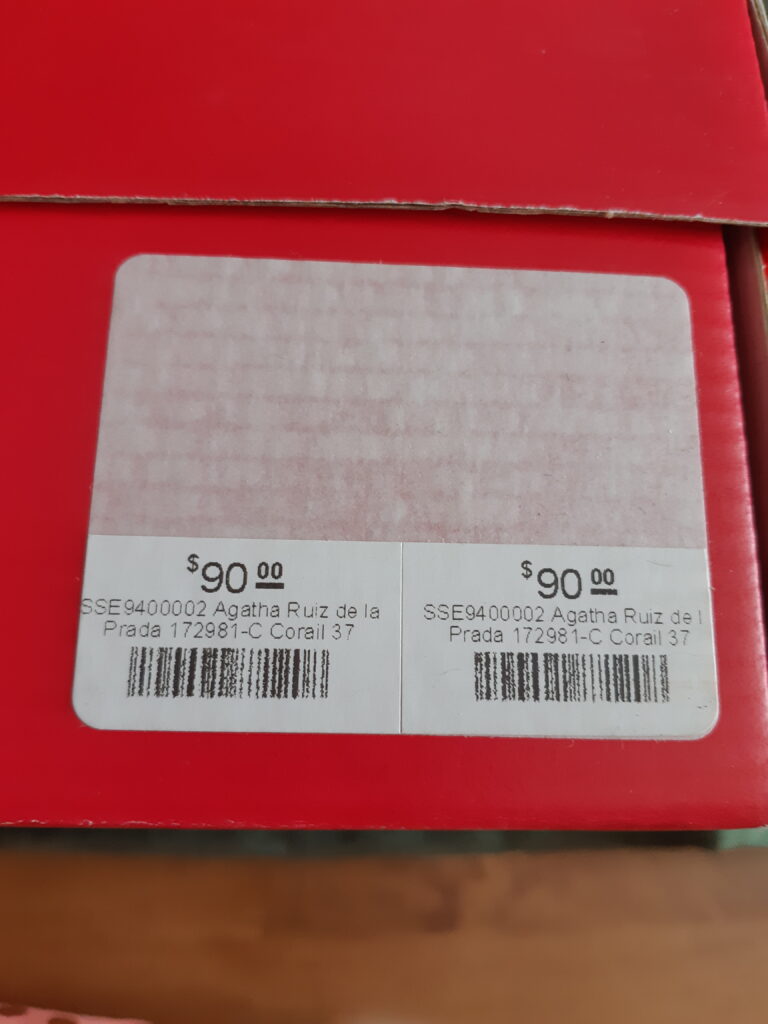 $90 00
SSE9400002 Agatha Ruiz de la
Prada 172981-C Corail 37
$90 00
SSE9400002 Agatha Ruiz de l
Prada 172981-C Corail 37